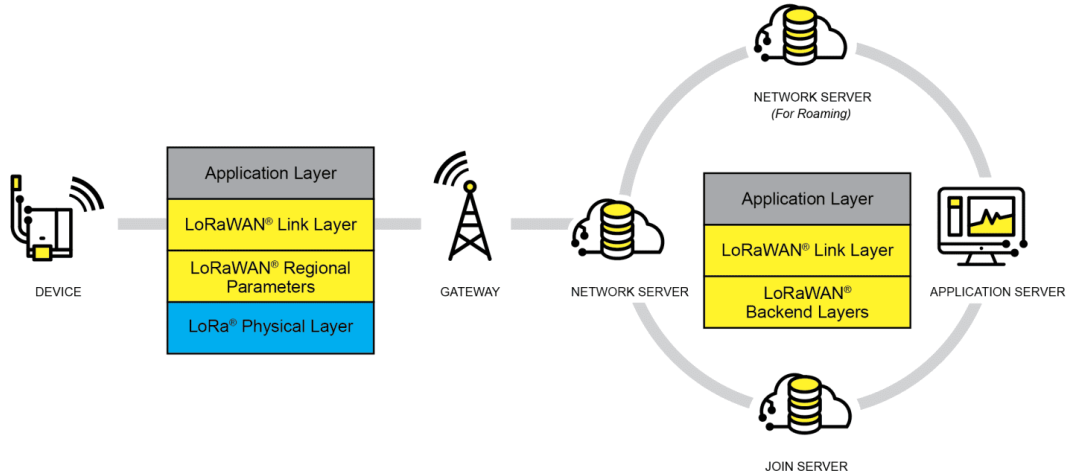 NETWORK SERVER
(For Roaming)
Application Layer
LoRaWAN® Link Layer
LoRaWAN® Regional
Parameters
LoRa® Physical Layer
Application Layer
LoRaWAN® Link Layer
LoRaWAN®
Backend Layers
DEVICE
GATEWAY
NETWORK SERVER
APPLICATION SERVER
JOIN SERVER